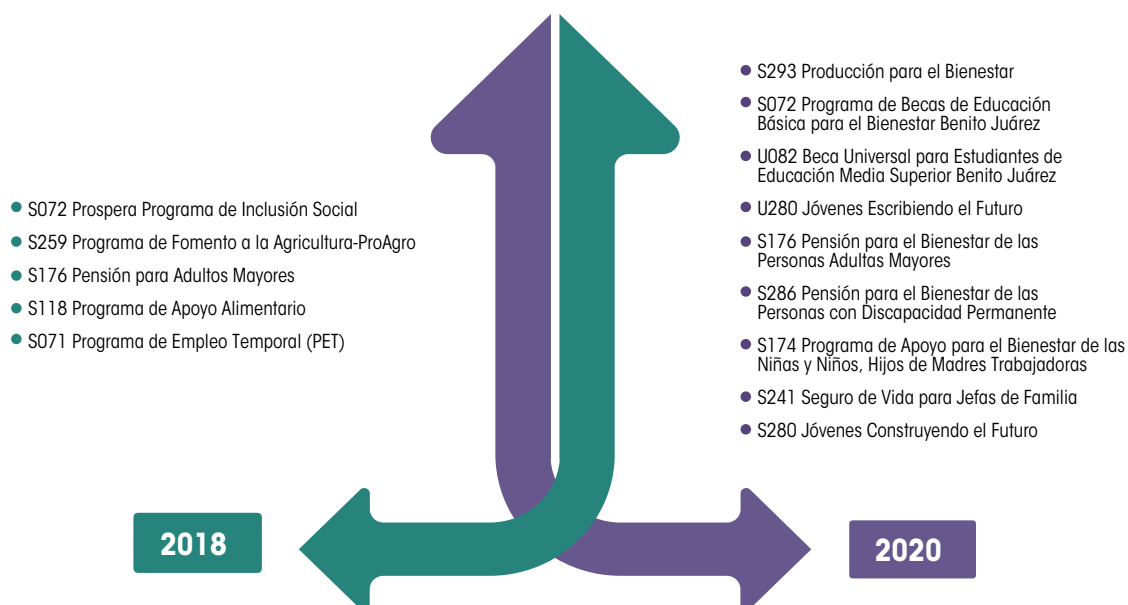 S072 Prospera Programa de Inclusión Social
S259 Programa de Fomento a la Agricultura-ProAgro
S176 Pensión para Adultos Mayores
S118 Programa de Apoyo Alimentario
S071 Programa de Empleo Temporal (PET)
2018
S293 Producción para el Bienestar
S072 Programa de Becas de Educación
Básica para el Bienestar Benito Juárez
U082 Beca Universal para Estudiantes de
Educación Media Superior Benito Juárez
U280 Jóvenes Escribiendo el Futuro
S176 Pensión para el Bienestar de las
Personas Adultas Mayores
S286 Pensión para el Bienestar de las
Personas con Discapacidad Permanente
S174 Programa de Apoyo para el Bienestar de las
Niñas y Niños, Hijos de Madres Trabajadoras
S241 Seguro de Vida para Jefas de Familia
S280 Jóvenes Construyendo el Futuro
2020